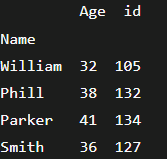 Age id
Name
William 32 105
Phill 38 132
Parker 41 134
Smith 36 127